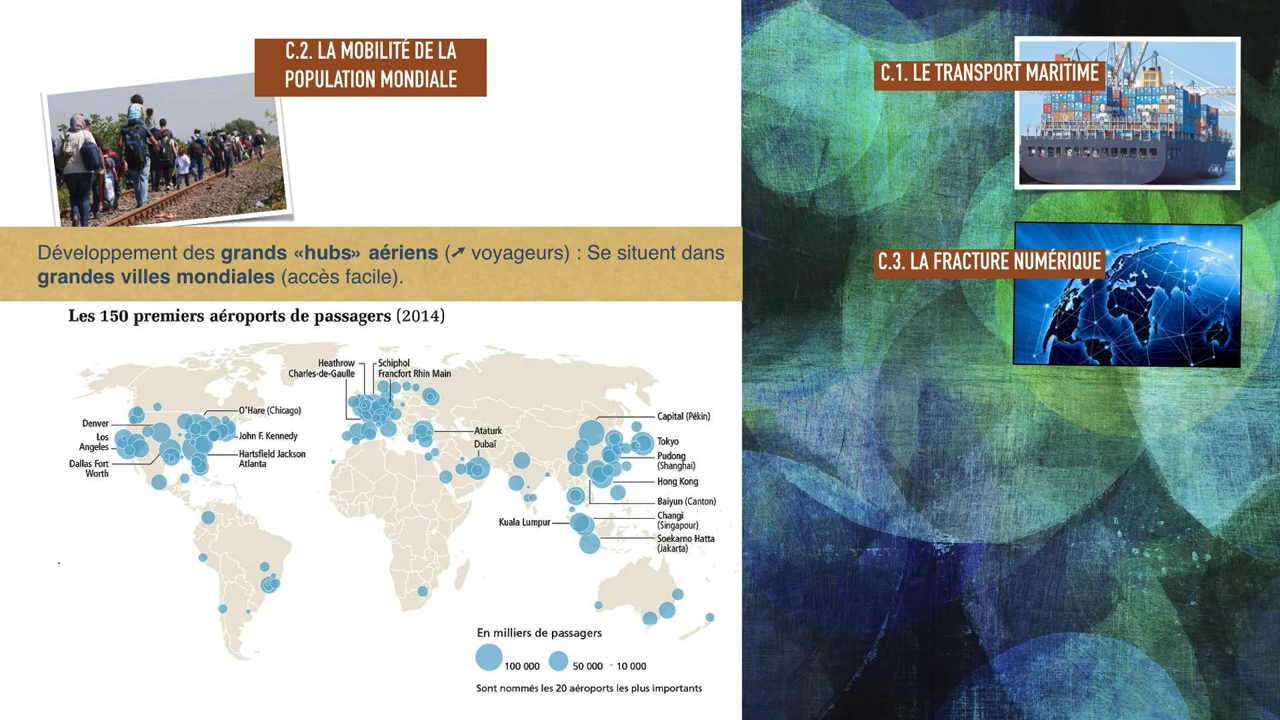 C.2. LA MOBILITÉ DE LA
POPULATION MONDIALE
Développement des grands «hubs» aériens (➚ voyageurs) : Se situent dans
grandes villes mondiales (accès facile).
Les 150 premiers aéroports de passagers (2014)
Heathrow
Charles-de-Gaulle
Schiphol
Francfort Rhin Main
O'Hare (Chicago)
Denver
Los
Angeles
John F. Kennedy
Dallas Fort
Worth
Hartsfield Jackson
Atlanta
Ataturk
Dubaï
Capital (Pékin)
Tokyo
Pudong
(Shanghai)
Hong Kong
Baiyun (Canton)
Kuala Lumpur
Changi
(Singapour)
Soekarno Hatta
(Jakarta)
En milliers de passagers
100 000
50 000
10 000
Sont nommés les 20 aéroports les plus importants
C.1. LE TRANSPORT MARITIME
C.3. LA FRACTURE NUMÉRIQUE